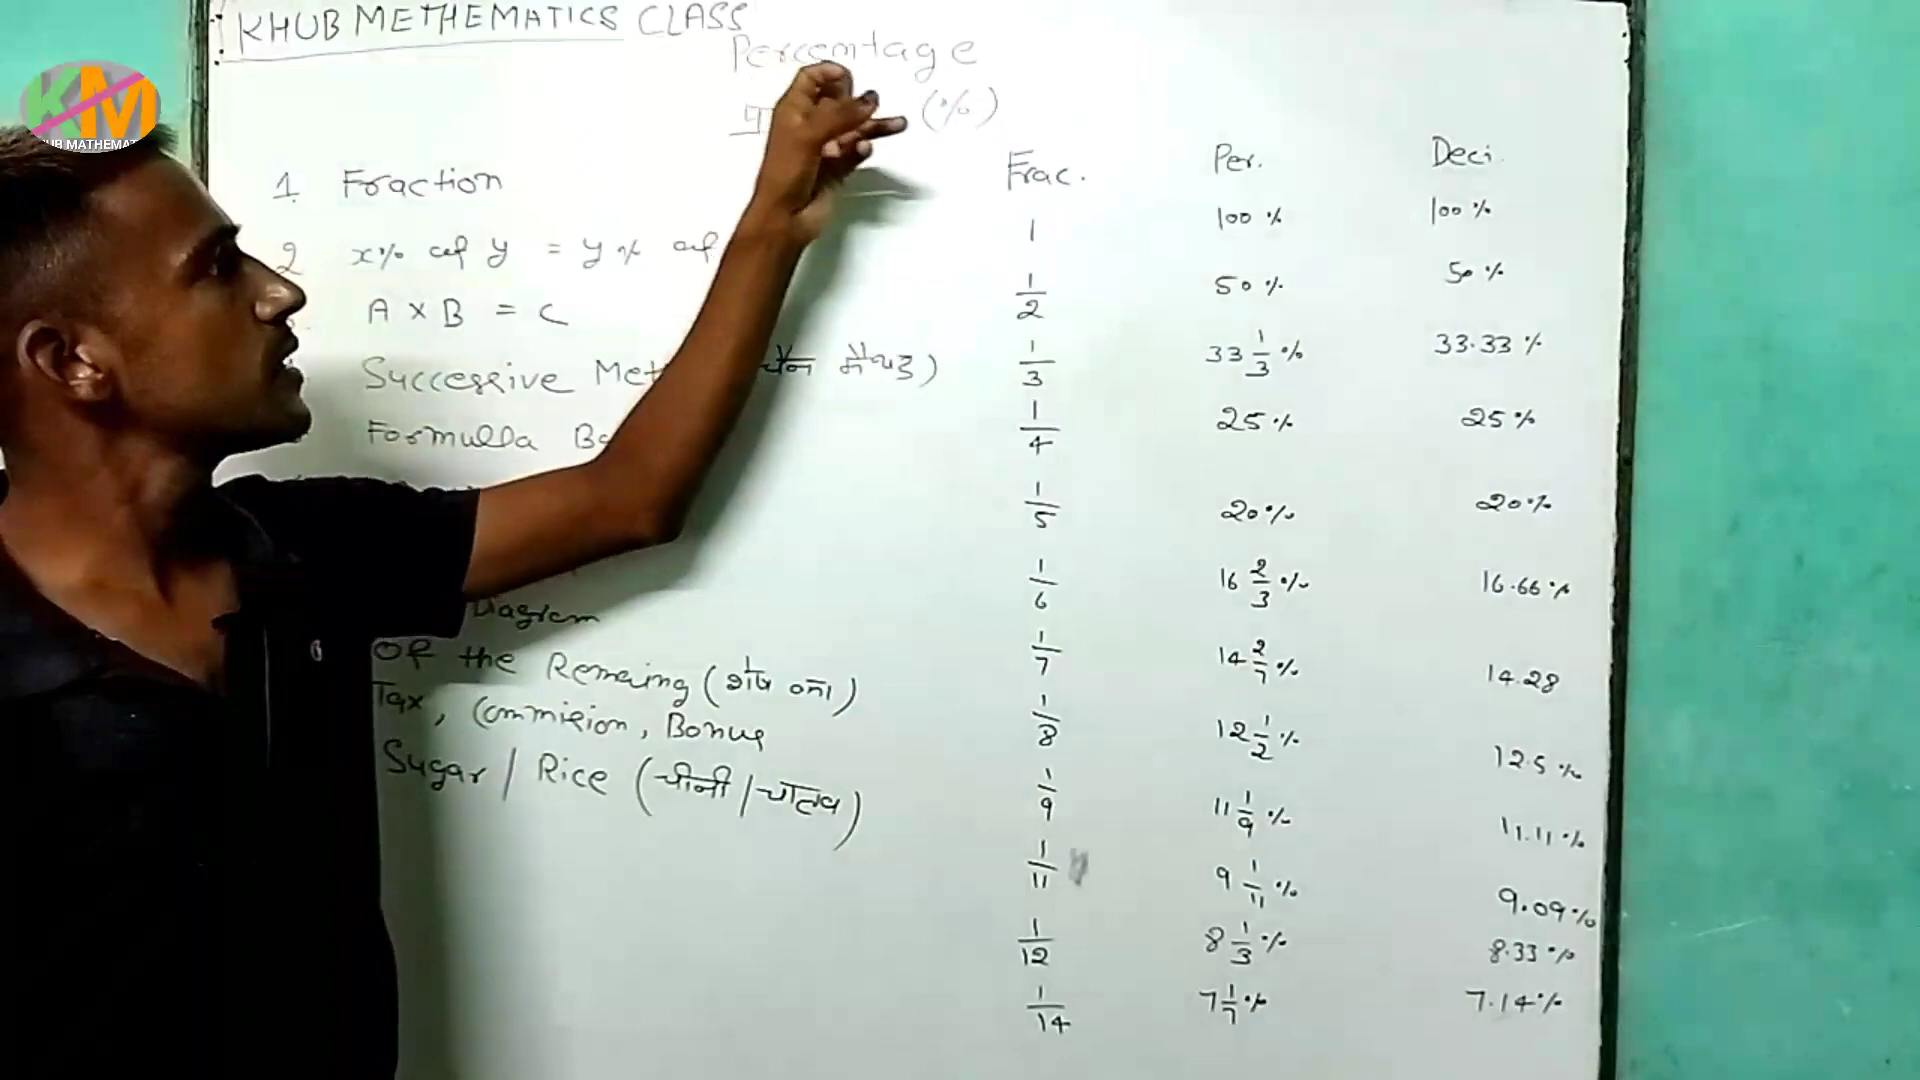 KHUB METHEMATICS CLASS
Percentage
(%)
KM
UB MATHEMAT
1 Fraction
2 x% of y = y% of
A × B = C
Successive
Formulla
Diagram
Of the Remaing (शेष का)
Tax, Commision, Bonus
Sugar / Rice (चीनी/चावल)
Frac. Per. Deci.
1 100% 100%
1/2 50% 50%
1/3 33 1/3% 33.33%
1/4 25% 25%
1/5 20% 20%
1/6 16 2/3% 16.66%
1/7 14 2/7% 14.28
1/8 12 1/2% 12.5%
1/9 11 1/9% 11.11%
1/11 9 1/11% 9.09%
1/12 8 1/3% 8.33%
1/14 7 1/7% 7.14%